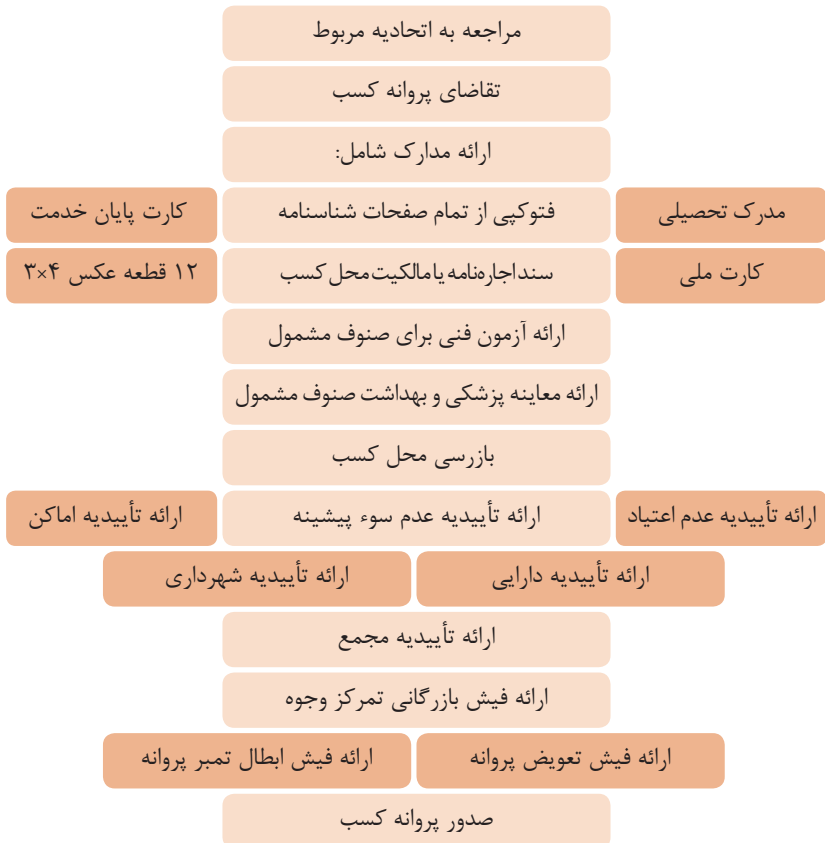 مراجعه به اتحادیه مربوط
تقاضای پروانه کسب
ارائه مدارک شامل:
مدرک تحصیلی
فتوکپی از تمام صفحات شناسنامه
کارت پایان خدمت
کارت ملی
سند اجاره‌نامه یا مالکیت محل کسب
۱۲ قطعه عکس ۴×۳
ارائه آزمون فنی برای صنوف مشمول
ارائه معاینه پزشکی و بهداشت صنوف مشمول
بازرسی محل کسب
ارائه تأییدیه عدم اعتیاد
ارائه تأییدیه عدم سوء پیشینه
ارائه تأییدیه اماکن
ارائه تأییدیه دارایی
ارائه تأییدیه شهرداری
ارائه تأییدیه مجمع
ارائه فیش بازرگانی تمرکز وجوه
ارائه فیش تعویض پروانه
ارائه فیش ابطال تمبر پروانه
صدور پروانه کسب